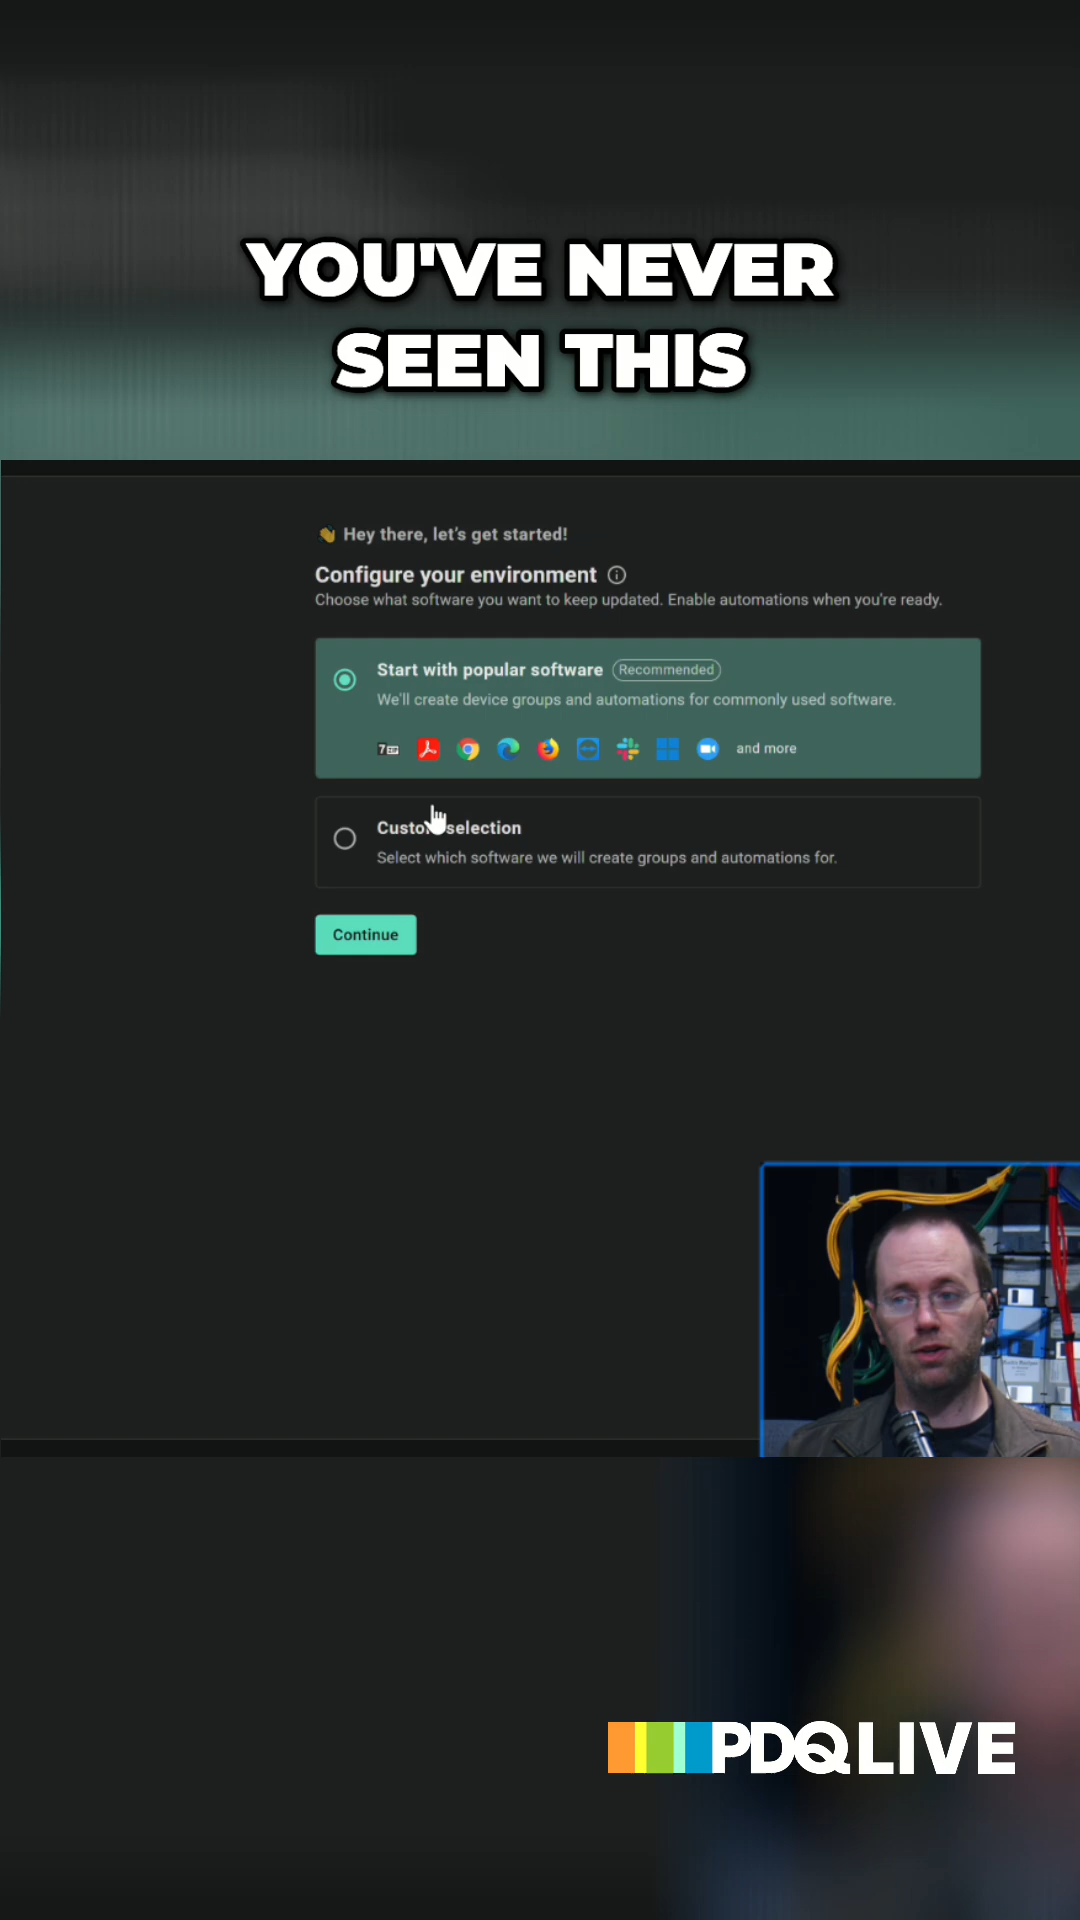 YOU'VE NEVER
SEEN THIS
Hey there, let's get started!
Configure your environment
Choose what software you want to keep updated. Enable automations when you're ready.
Start with popular software Recommended
We'll create device groups and automations for commonly used software.
and more
Custom selection
Select which software we will create groups and automations for.
Continue
PDQ LIVE